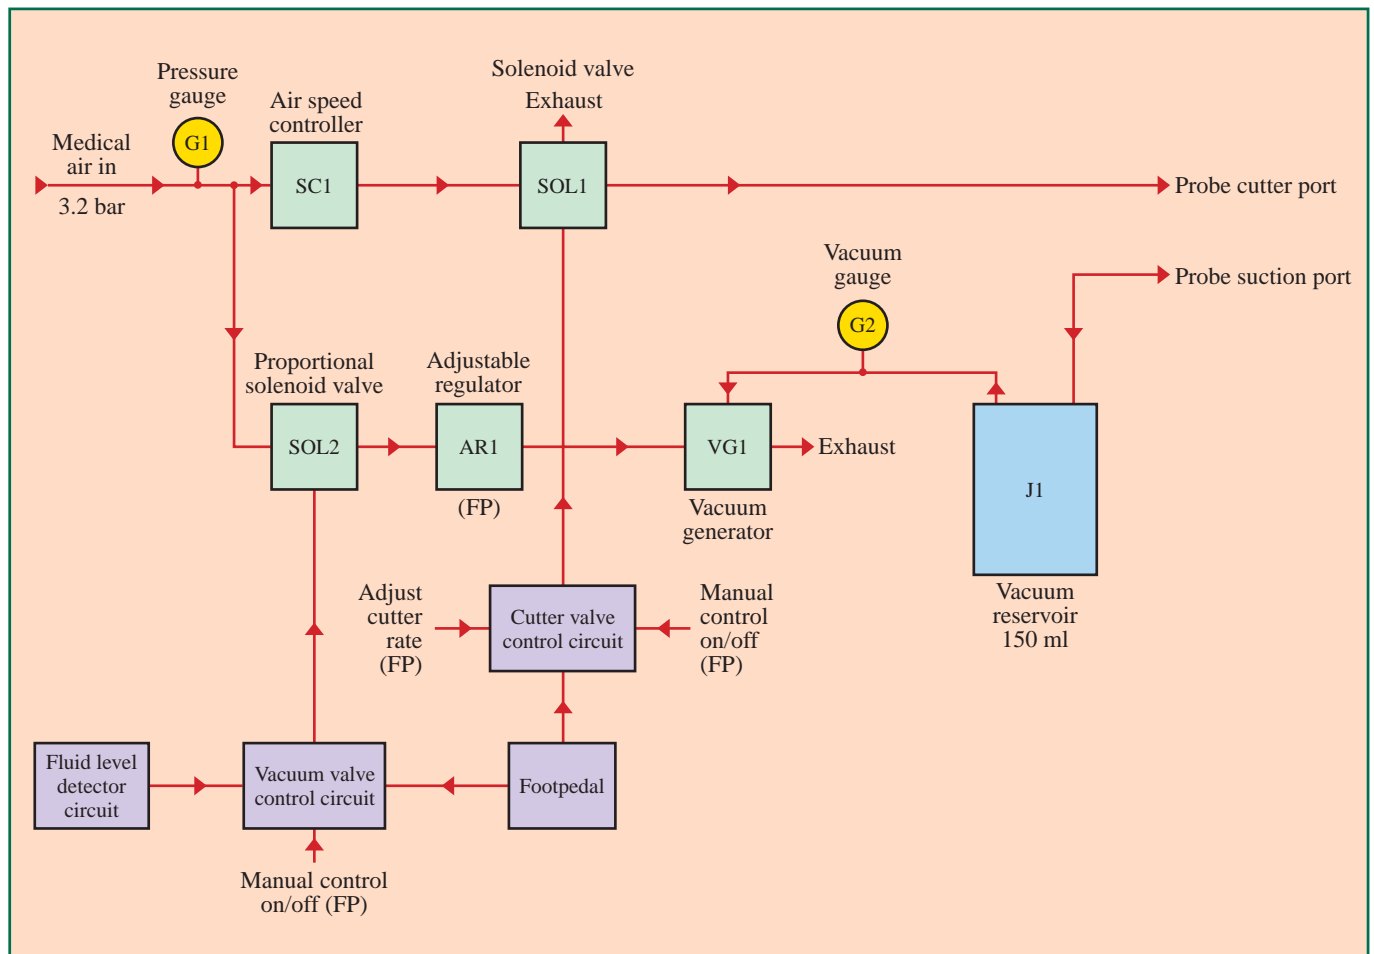 Solenoid valve
Exhaust
Pressure
gauge
G1
Air speed
controller
Medical
air in
3.2 bar
SC1
SOL1
Probe cutter port
Vacuum
gauge
G2
Probe suction port
Proportional
solenoid valve
SOL2
Adjustable
regulator
AR1
(FP)
VG1
Exhaust
Vacuum
generator
J1
Vacuum
reservoir
150 ml
Adjust
cutter
rate
(FP)
Cutter valve
control circuit
Manual
control
on/off
(FP)
Fluid level
detector
circuit
Vacuum valve
control circuit
Footpedal
Manual control
on/off (FP)